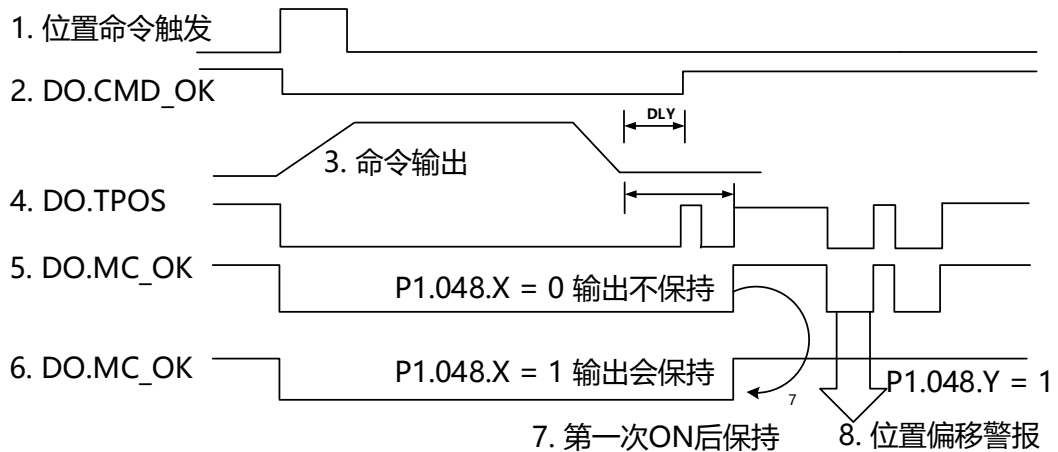 1. 位置命令触发
2. DO.CMD_OK
DLY
3. 命令输出
4. DO.TPOS
5. DO.MC_OK
P1.048.X = 0 输出不保持
6. DO.MC_OK
P1.048.X = 1 输出会保持
P1.048.Y = 1
7
7. 第一次ON后保持
8. 位置偏移警报